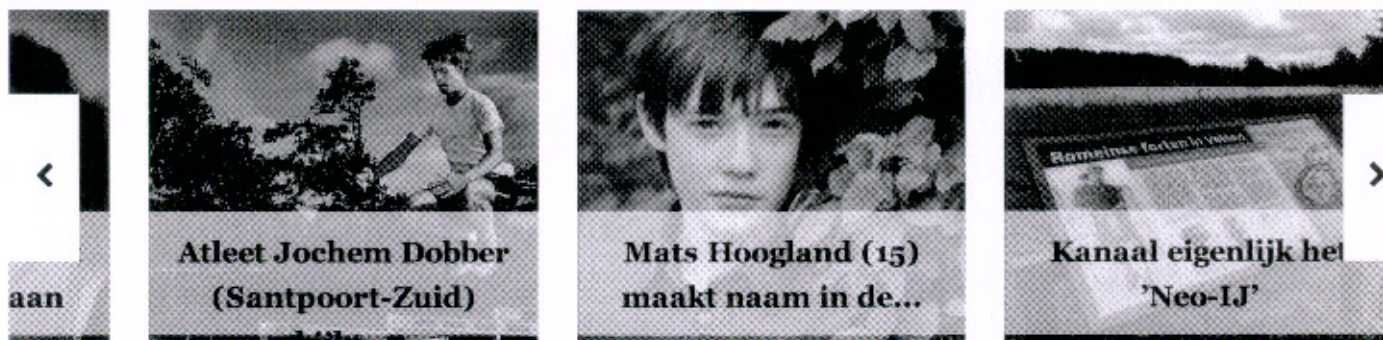 aan
Atleet Jochem Dobber
(Santpoort-Zuid)
Mats Hoogland (15)
maakt naam in de...
Romeinse forten in Velsen
Kanaal eigenlijk het
'Neo-IJ'